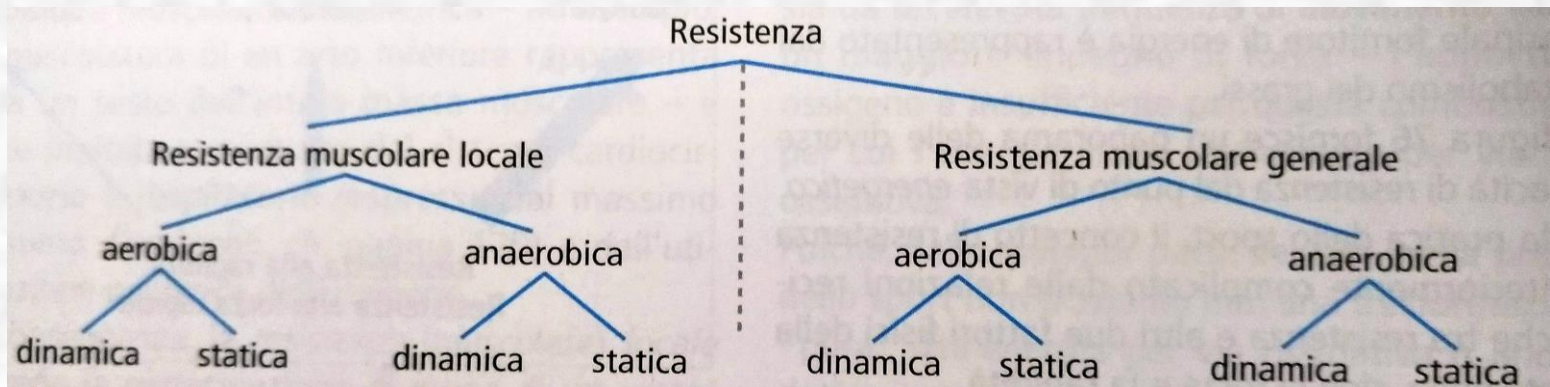 Resistenza
Resistenza muscolare locale Resistenza muscolare generale
aerobica anaerobica aerobica anaerobica
dinamica statica dinamica statica dinamica statica dinamica statica